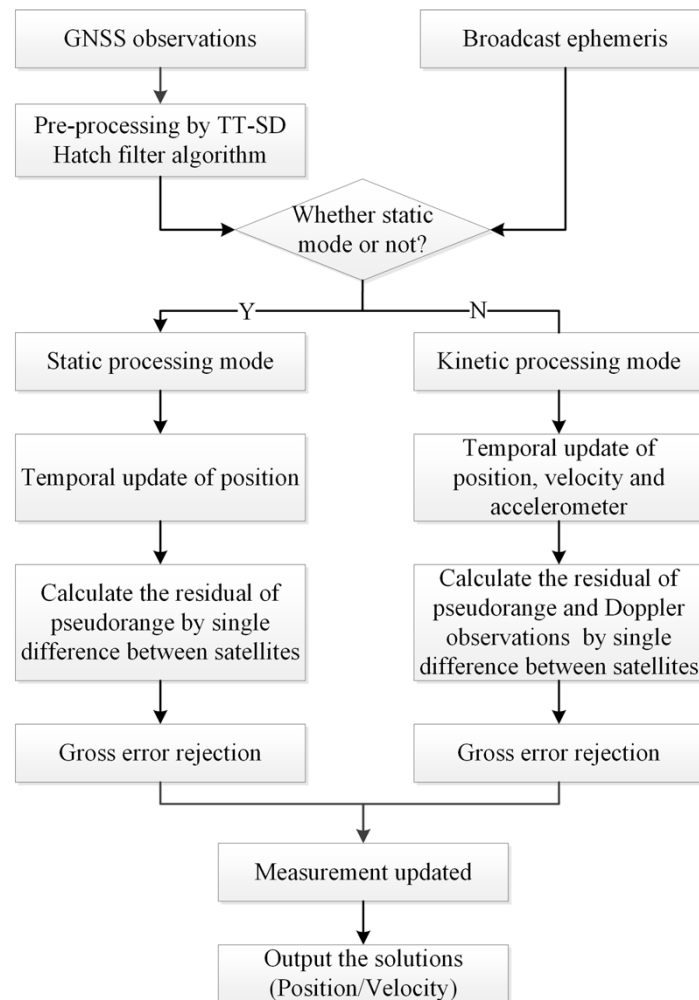 GNSS observations
Broadcast ephemeris
Pre-processing by TT-SD
Hatch filter algorithm
Whether static
mode or not?
Y
N
Static processing mode
Kinetic processing mode
Temporal update of position
Temporal update of
position, velocity and
accelerometer
Calculate the residual of
pseudorange by single
difference between satellites
Calculate the residual of
pseudorange and Doppler
observations by single
difference between satellites
Gross error rejection
Gross error rejection
Measurement updated
Output the solutions
(Position/Velocity)